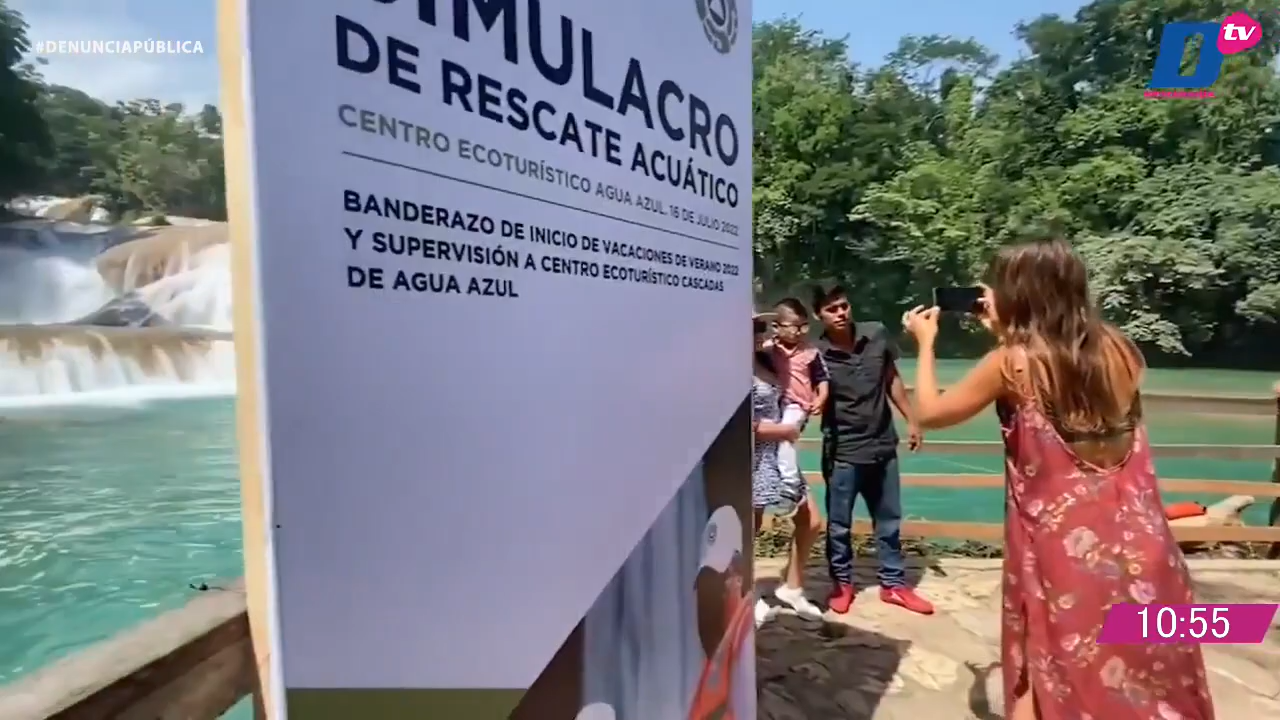 #DENUNCIAPÚBLICA
tv
SIMULACRO
DE RESCATE ACUÁTICO
CENTRO ECOTURÍSTICO AGUA AZUL, 16 DE JULIO 2022
BANDERAZO DE INICIO DE VACACIONES DE VERANO 2022
Y SUPERVISIÓN A CENTRO ECOTURÍSTICO CASCADAS
DE AGUA AZUL
10:55